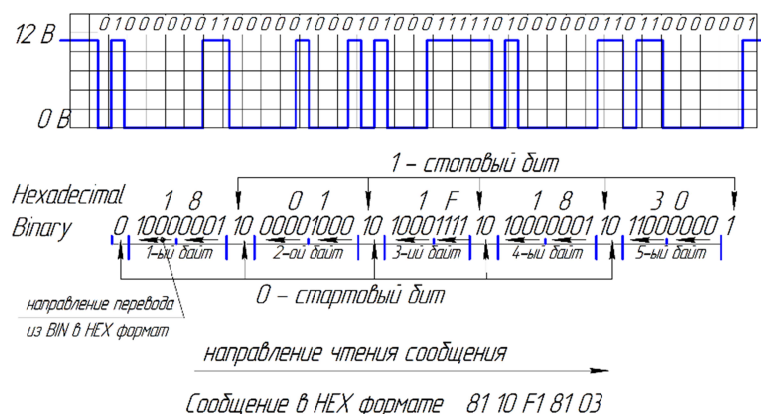 01000000110000010001010001111101000000110110000001
12 В
0 В
1 – стоповый бит
Hexadecimal 1 8 0 1 1 F 1 8 3 0
Binary 0 10000001 10 00001000 10 10001111 10 10000001 10 11000000 1
1-ый байт 2-ой байт 3-ий байт 4-ый байт 5-ый байт
0 – стартовый бит
направление перевода
из BIN в HEX формат
направление чтения сообщения
Сообщение в HEX формате 81 10 F1 81 03